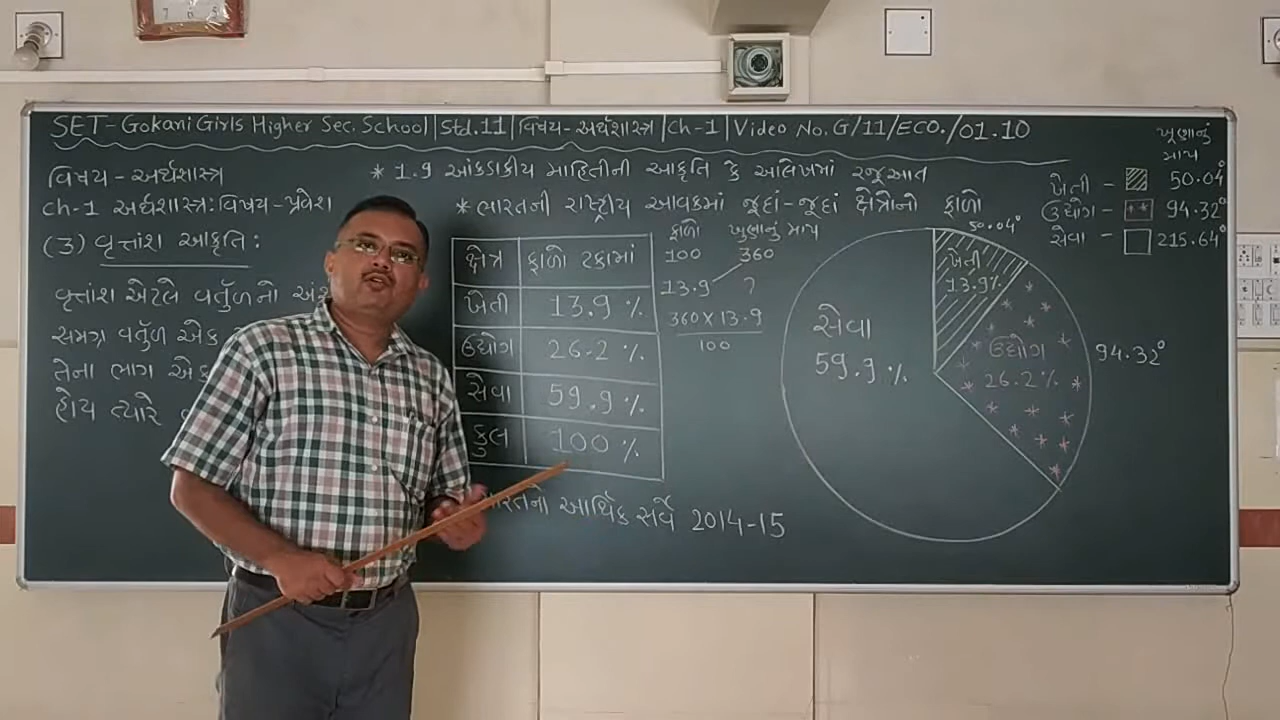 SET-Gokani Girls Higher Sec. School | Std.11 | વિષય-અર્થશાસ્ત્ર | Ch-1 | Video No. G/11/ECO./01.10
વિષય - અર્થશાસ્ત્ર
Ch-1 અર્થશાસ્ત્ર: વિષય-પ્રવેશ
(3) વૃત્તાંશ આકૃતિ:
વૃત્તાંશ એટલે વર્તુળનો
સમગ્ર વર્તુળ એક
તેના ભાગ
હોય ત્યારે
* 1.9 આંકડાકીય માહિતીની આકૃતિ કે આલેખમાં રજૂઆત
* ભારતની રાષ્ટ્રીય આવકમાં જૂદાં-જૂદાં ક્ષેત્રોનો ફાળો
ક્ષેત્ર ફાળો ટકામાં
ખેતી 13.9 %
ઉદ્યોગ 26.2 %
સેવા 59.9 %
કુલ 100 %
ફાળો ખુણાનું માપ
100 360
13.9 ?
360 x 13.9
100
આર્થિક સર્વે 2014-15
50.04°
ખેતી
13.9%
ઉદ્યોગ
26.2%
94.32°
સેવા
59.9 %
ખૂણાનું
માપ
ખેતી - 50.04°
ઉદ્યોગ - 94.32°
સેવા - 215.64°